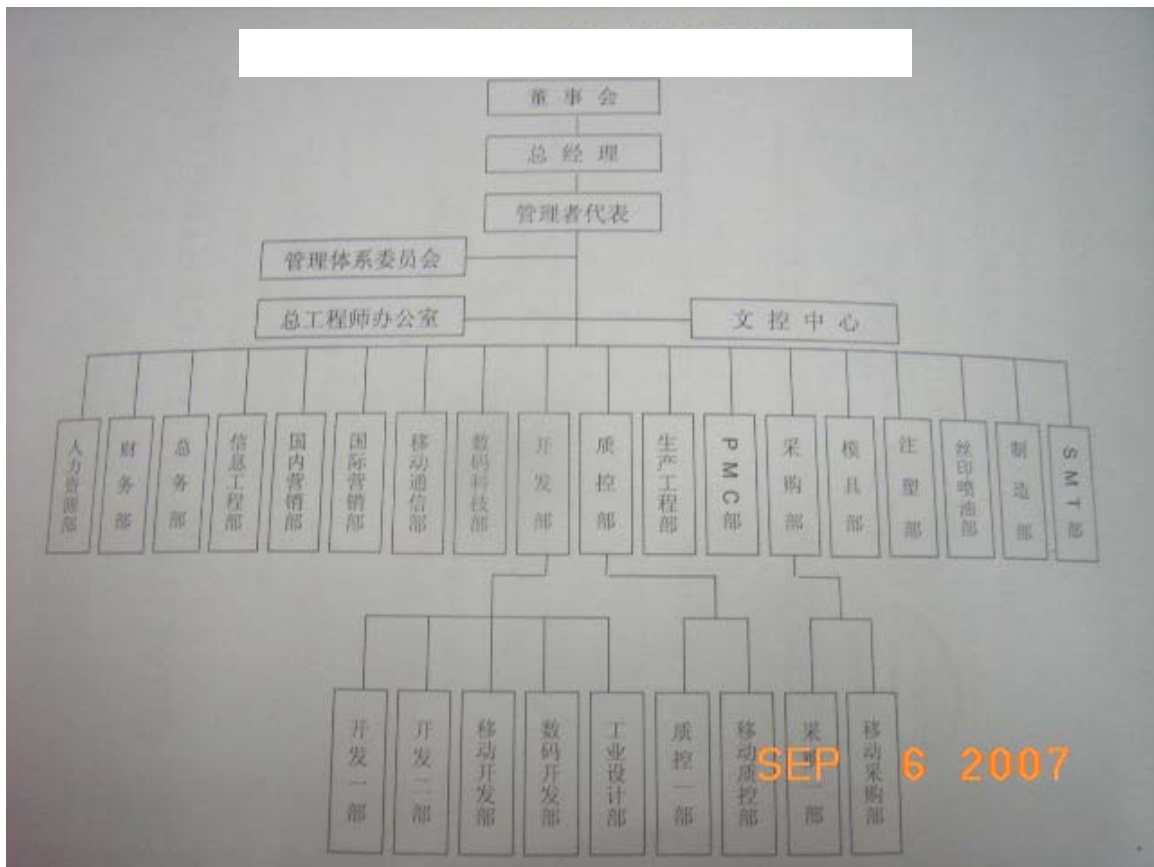 董事会
总经理
管理者代表
管理体系委员会
总工程师办公室
文控中心
人力资源部
财务部
总务部
信息工程部
国内营销部
国际营销部
移动通信部
数码科技部
开发部
质控部
生产工程部
PMC部
采购部
模具部
注塑部
丝印喷油部
制造部
SMT部
开发一部
开发二部
移动开发部
数码开发部
工业设计部
质控一部
移动质控部
采购一部
移动采购部
SEP 6 2007